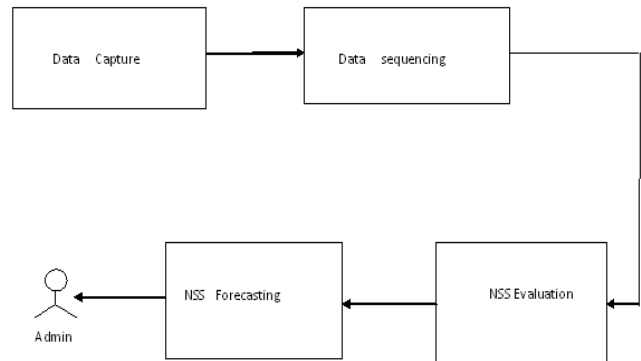 Data Capture
Data sequencing
NSS Forecasting
NSS Evaluation
Admin